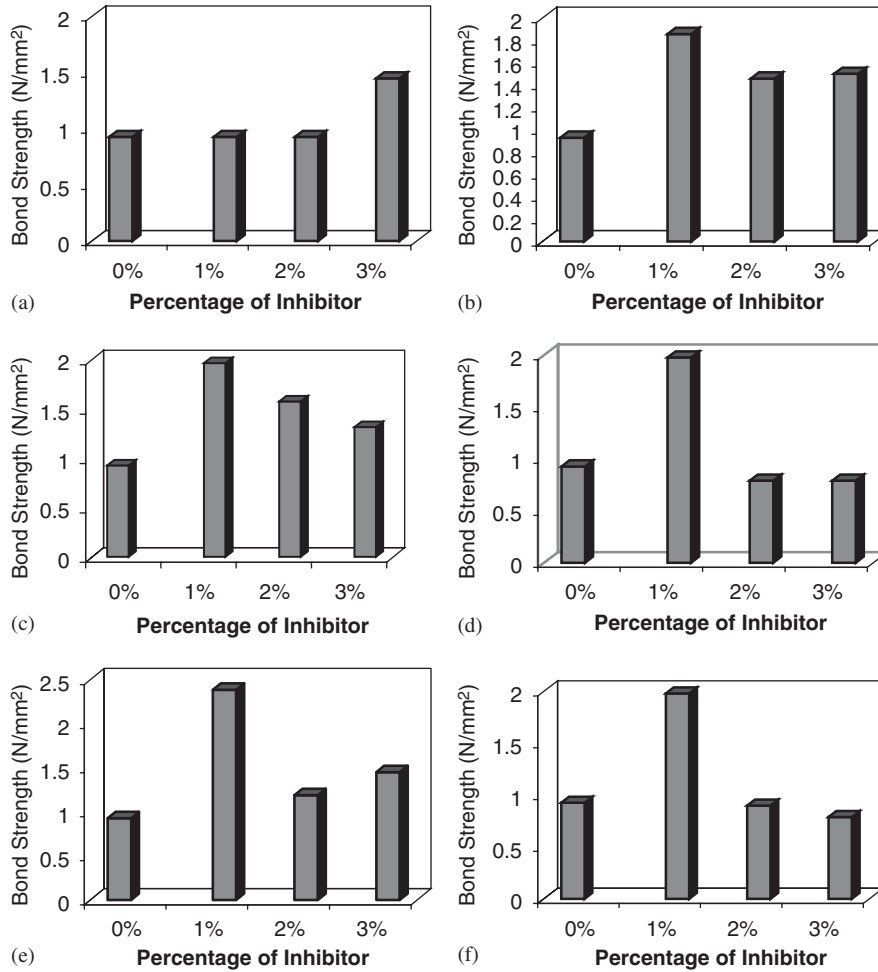 2
1.5
1
0.5
0
Bond Strength (N/mm²)
0% 1% 2% 3%
(a) Percentage of Inhibitor
2
1.8
1.6
1.4
1.2
1
0.8
0.6
0.4
0.2
0
Bond Strength (N/mm²)
0% 1% 2% 3%
(b) Percentage of Inhibitor
2
1.5
1
0.5
0
Bond Strength (N/mm²)
0% 1% 2% 3%
(c) Percentage of Inhibitor
2
1.5
1
0.5
0
Bond Strength (N/mm²)
0% 1% 2% 3%
(d) Percentage of Inhibitor
2.5
2
1.5
1
0.5
0
Bond Strength (N/mm²)
0% 1% 2% 3%
(e) Percentage of Inhibitor
2
1.5
1
0.5
0
Bond Strength (N/mm²)
0% 1% 2% 3%
(f) Percentage of Inhibitor